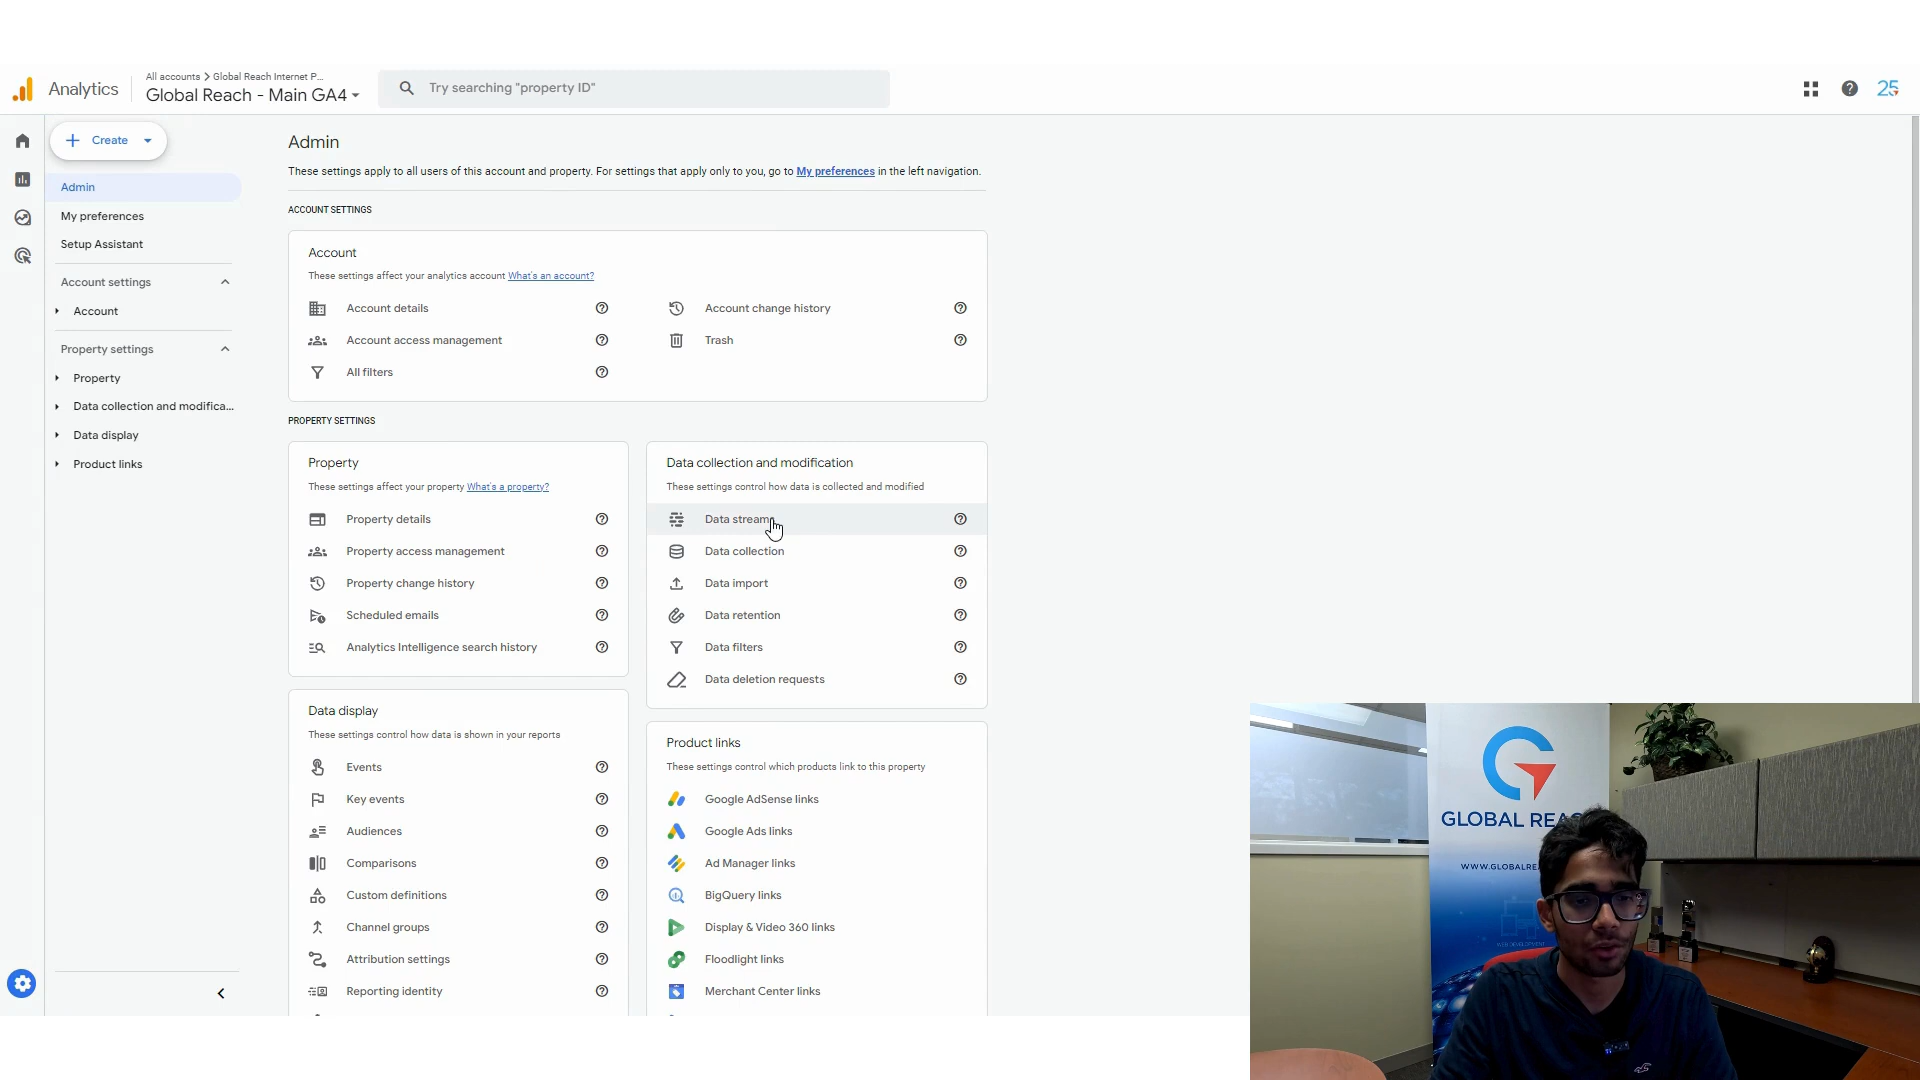 Analytics
All accounts > Global Reach Internet P...
Global Reach - Main GA4
Try searching "property ID"
25
Create
Admin
My preferences
Setup Assistant
Account settings
Account
Property settings
Property
Data collection and modifica...
Data display
Product links
Admin
These settings apply to all users of this account and property. For settings that apply only to you, go to My preferences in the left navigation.
ACCOUNT SETTINGS
Account
These settings affect your analytics account What's an account?
Account details
Account change history
Account access management
Trash
All filters
PROPERTY SETTINGS
Property
These settings affect your property What's a property?
Property details
Property access management
Property change history
Scheduled emails
Analytics Intelligence search history
Data collection and modification
These settings control how data is collected and modified
Data streams
Data collection
Data import
Data retention
Data filters
Data deletion requests
Data display
These settings control how data is shown in your reports
Events
Key events
Audiences
Comparisons
Custom definitions
Channel groups
Attribution settings
Reporting identity
Product links
These settings control which products link to this property
Google AdSense links
Google Ads links
Ad Manager links
BigQuery links
Display & Video 360 links
Floodlight links
Merchant Center links
GLOBAL REA
WWW.GLOBALRE